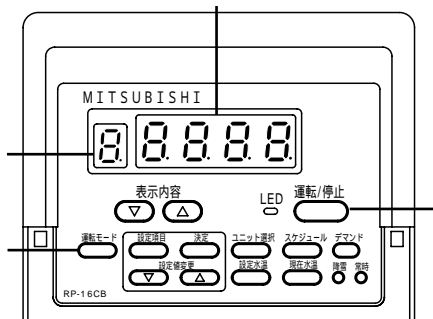 MITSUBISHI
8. 8.8.8.8.
表示内容
▽ △
LED 運転/停止
運転モード 設定項目 決定 ユニット選択 スケジュール デマンド
設定値変更 設定水温 現在水温 降雪 常時
▽ △
RP-16CB